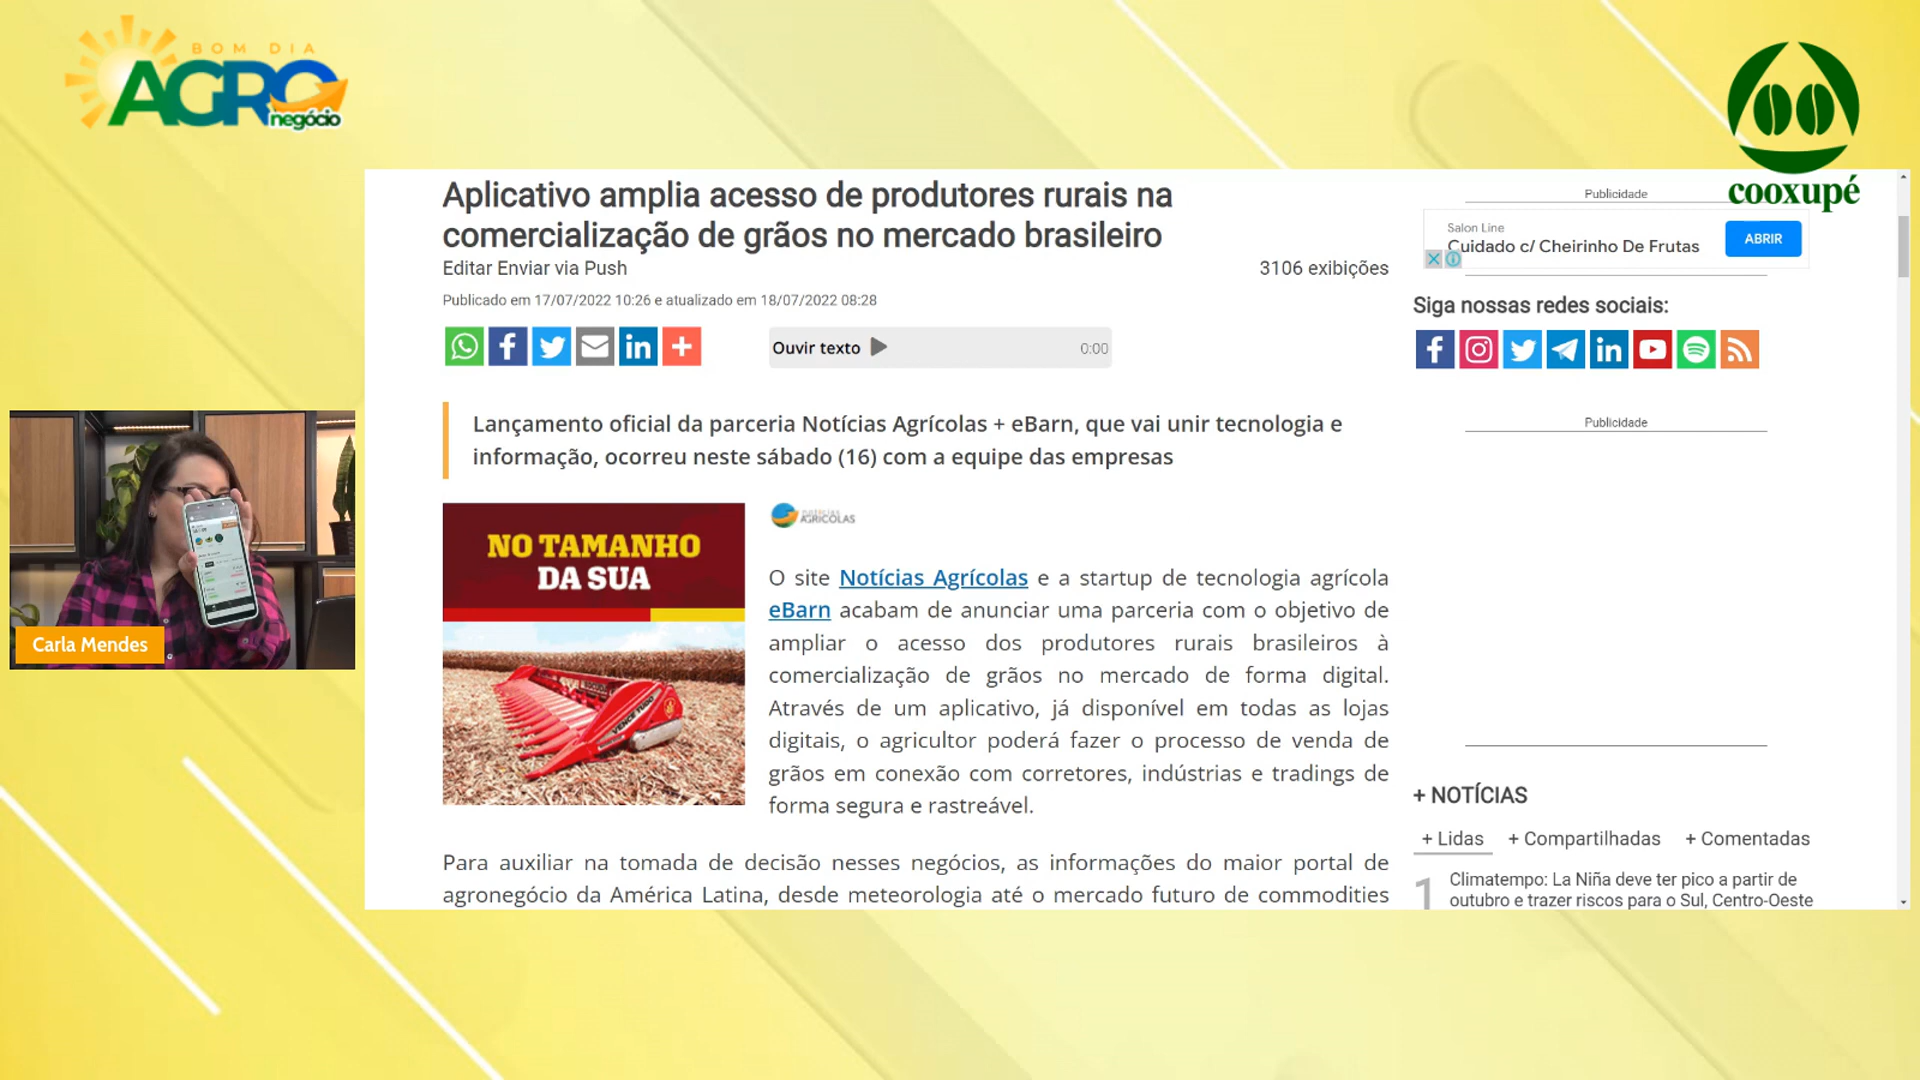 BOM DIA
AGRO
negócio
cooxupé
Aplicativo amplia acesso de produtores rurais na
comercialização de grãos no mercado brasileiro
Editar Enviar via Push
3106 exibições
Publicado em 17/07/2022 10:26 e atualizado em 18/07/2022 08:28
Ouvir texto
0:00
Lançamento oficial da parceria Notícias Agrícolas + eBarn, que vai unir tecnologia e
informação, ocorreu neste sábado (16) com a equipe das empresas
NO TAMANHO
DA SUA
VENCE TUDO
notícias
AGRÍCOLAS
O site Notícias Agrícolas e a startup de tecnologia agrícola
eBarn acabam de anunciar uma parceria com o objetivo de
ampliar o acesso dos produtores rurais brasileiros à
comercialização de grãos no mercado de forma digital.
Através de um aplicativo, já disponível em todas as lojas
digitais, o agricultor poderá fazer o processo de venda de
grãos em conexão com corretores, indústrias e tradings de
forma segura e rastreável.
Para auxiliar na tomada de decisão nesses negócios, as informações do maior portal de
agronegócio da América Latina, desde meteorologia até o mercado futuro de commodities
Publicidade
Salon Line
Cuidado c/ Cheirinho De Frutas
ABRIR
Siga nossas redes sociais:
Publicidade
+ NOTÍCIAS
+ Lidas
+ Compartilhadas
+ Comentadas
1
Climatempo: La Niña deve ter pico a partir de
outubro e trazer riscos para o Sul, Centro-Oeste
Carla Mendes